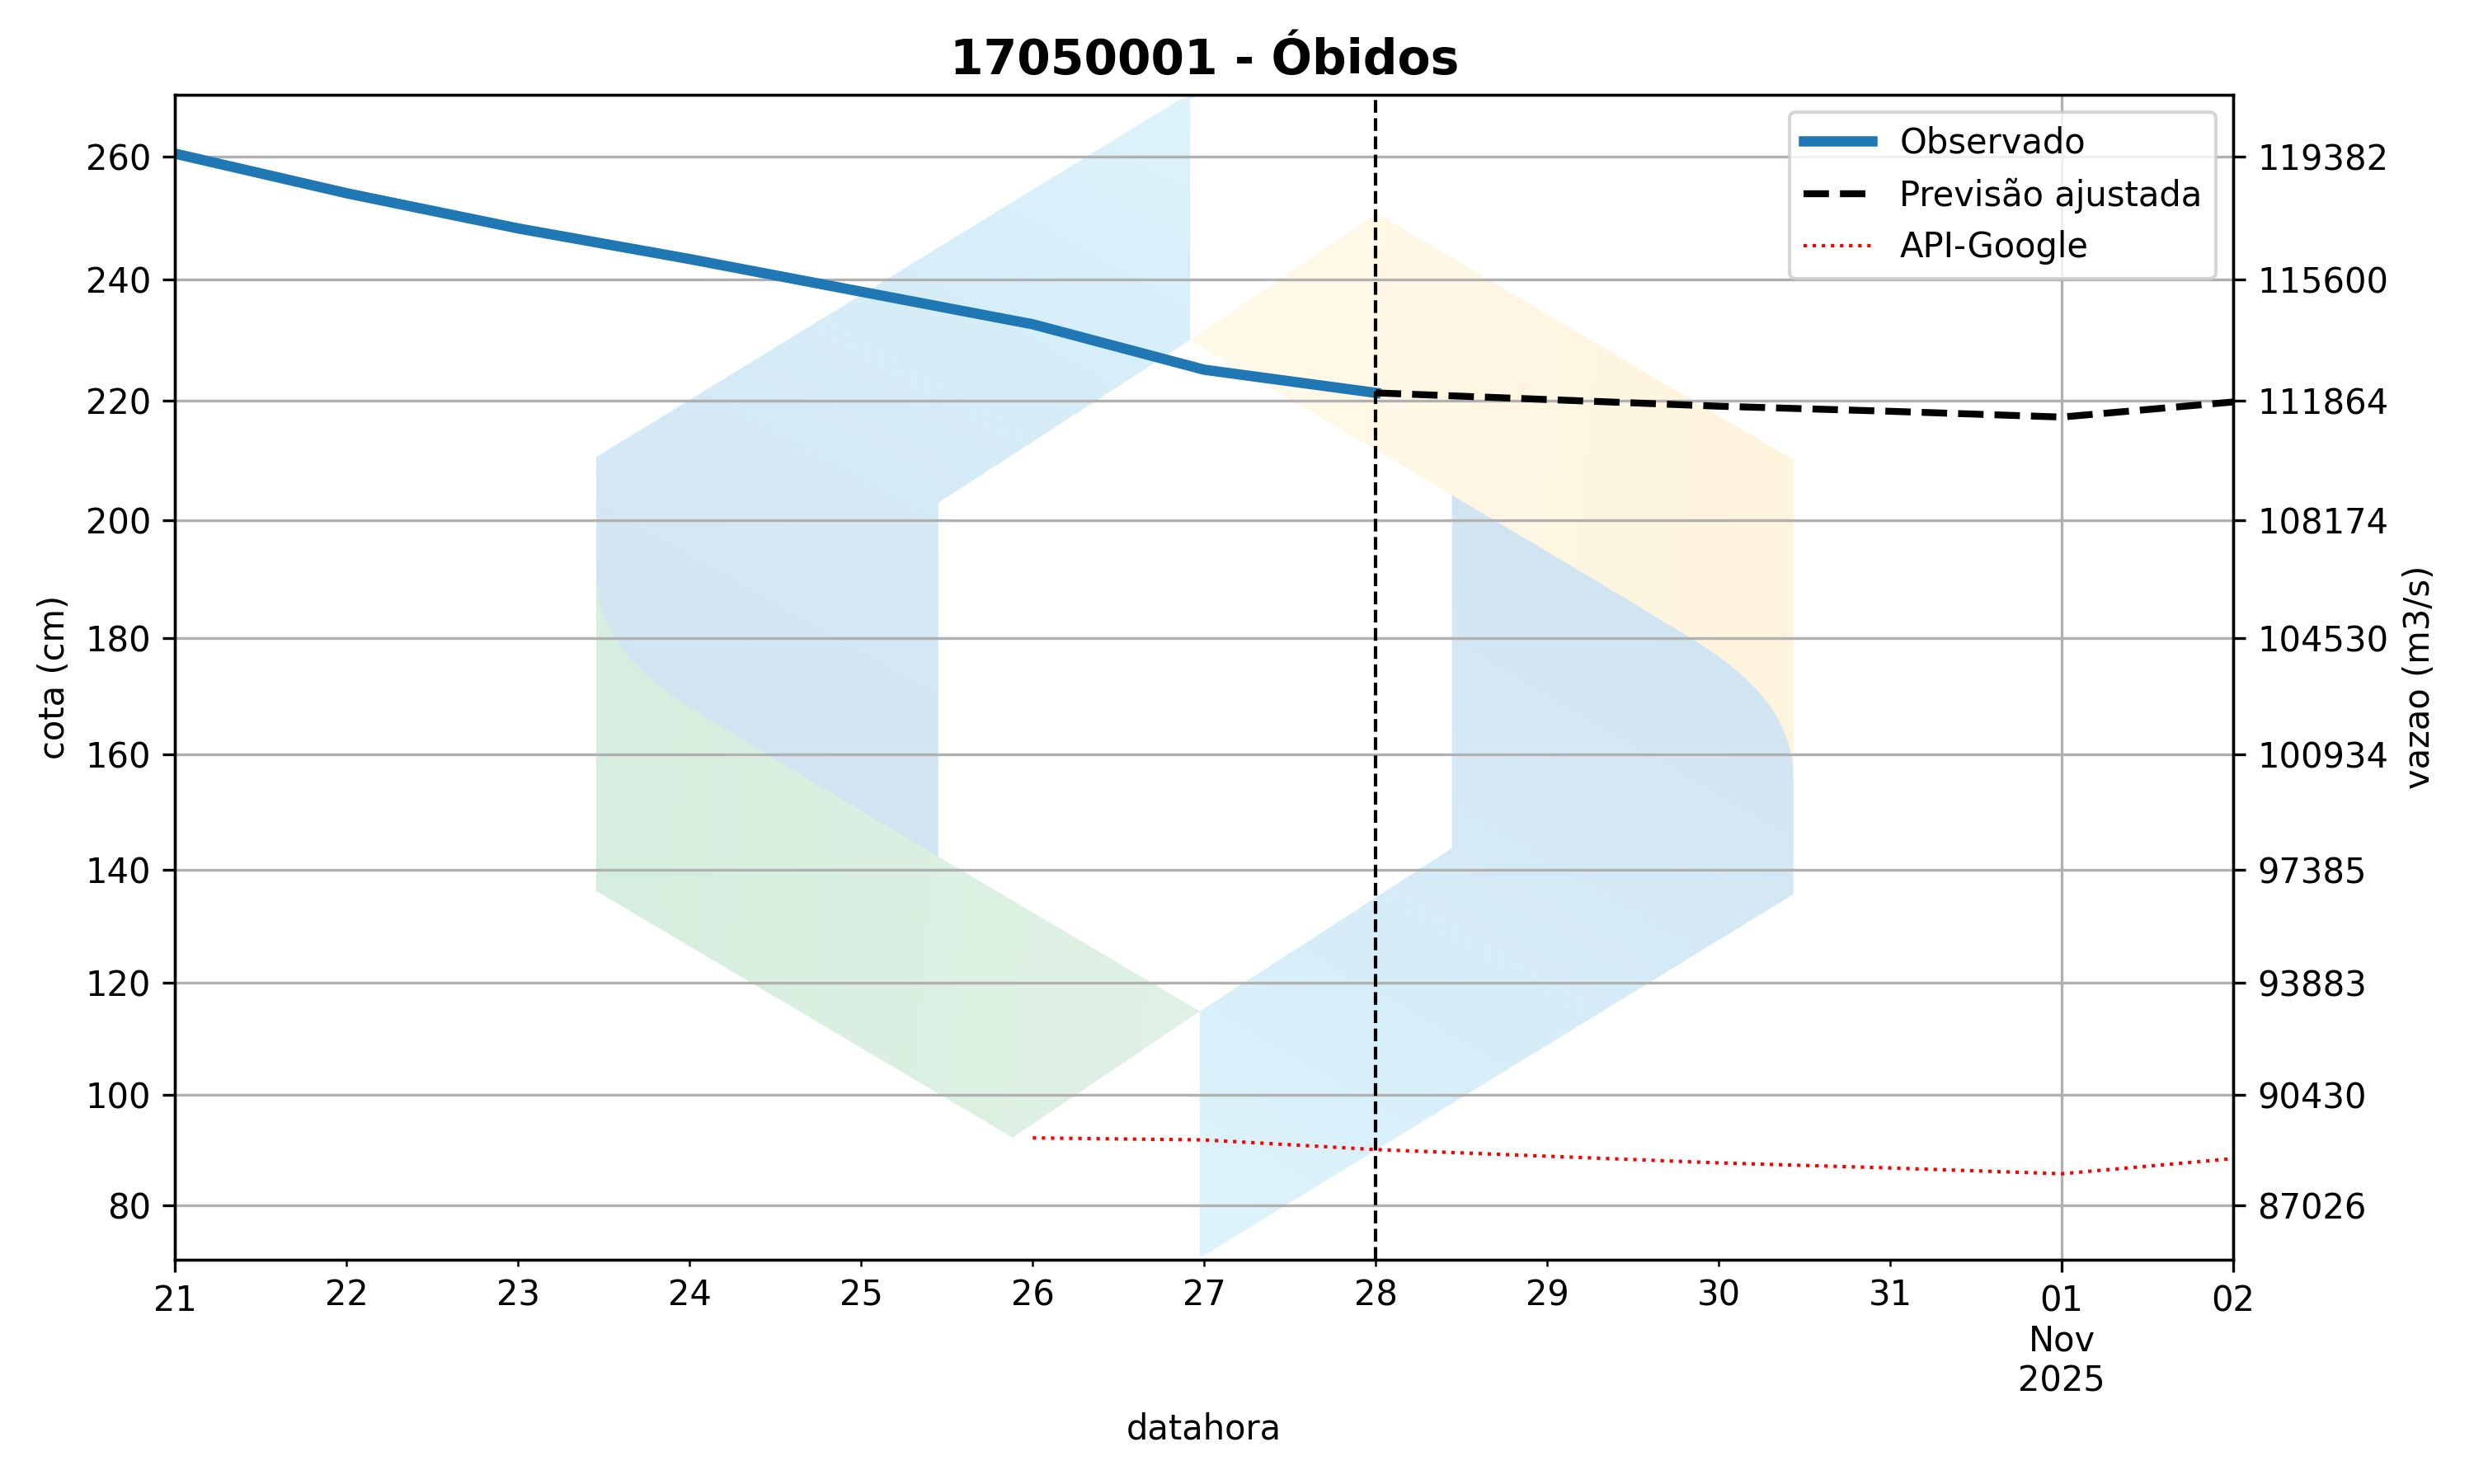 17050001 - Óbidos
Observado
Previsão ajustada
API-Google
260
240
220
200
180
160
140
120
100
80
cota (cm)
119382
115600
111864
108174
104530
100934
97385
93883
90430
87026
vazao (m3/s)
21 22 23 24 25 26 27 28 29 30 31 01 02
Nov
2025
datahora